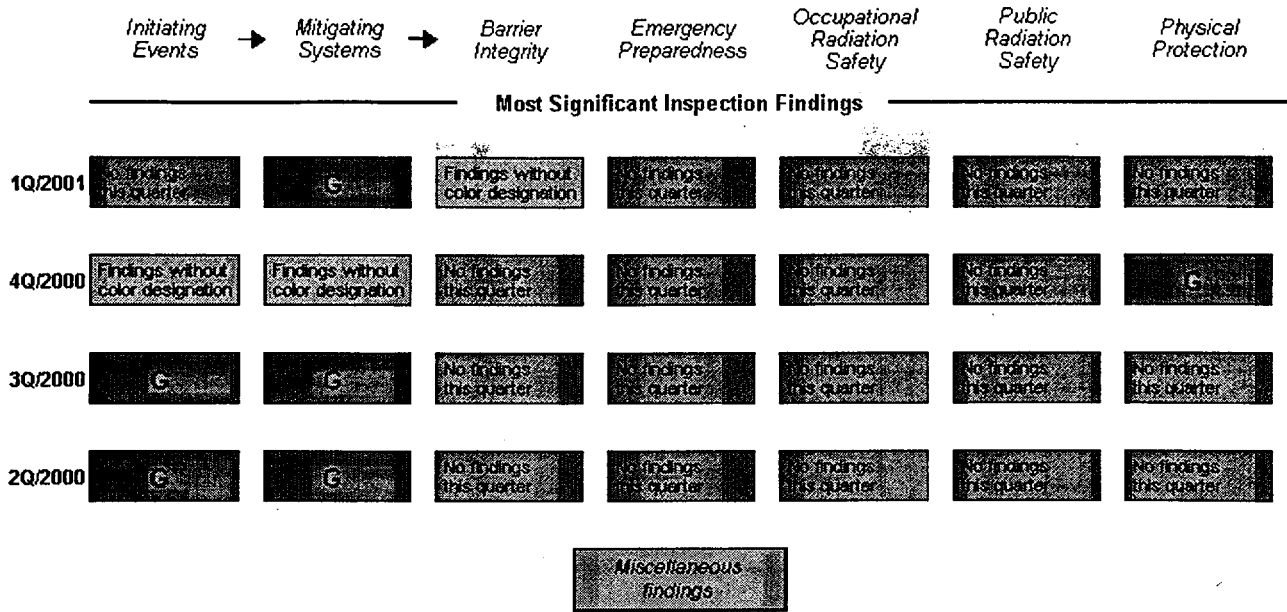 Initiating Events
Mitigating Systems
Barrier Integrity
Emergency Preparedness
Occupational Radiation Safety
Public Radiation Safety
Physical Protection
Most Significant Inspection Findings
1Q/2001
No findings this quarter
G
Findings without color designation
No findings this quarter
No findings this quarter
No findings this quarter
No findings this quarter
4Q/2000
Findings without color designation
Findings without color designation
No findings this quarter
No findings this quarter
No findings this quarter
No findings this quarter
G
3Q/2000
G
G
No findings this quarter
No findings this quarter
No findings this quarter
No findings this quarter
No findings this quarter
2Q/2000
G
G
No findings this quarter
No findings this quarter
No findings this quarter
No findings this quarter
No findings this quarter
Miscellaneous findings